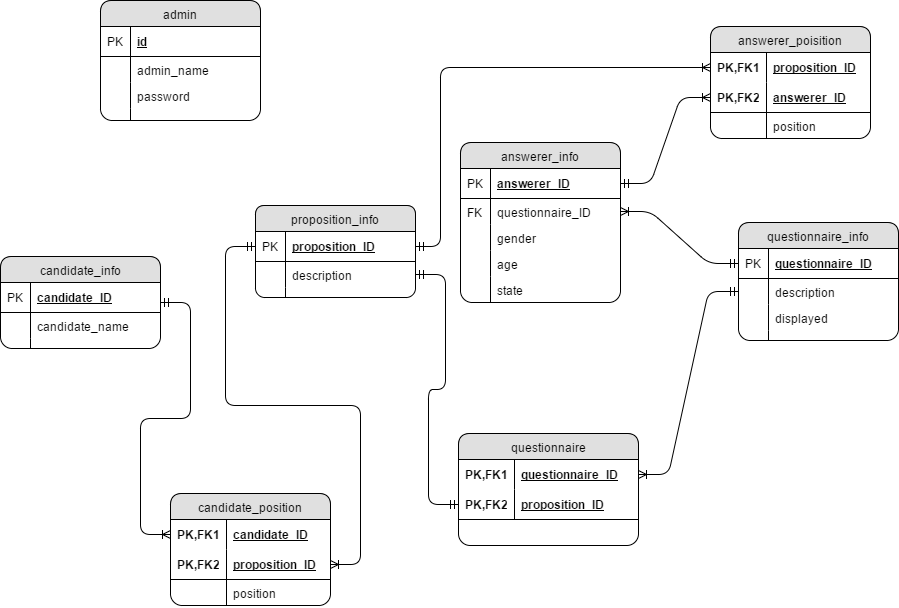 admin
PK id
admin_name
password
answerer_poisition
PK,FK1 proposition_ID
PK,FK2 answerer_ID
position
answerer_info
PK answerer_ID
FK questionnaire_ID
gender
age
state
proposition_info
PK proposition_ID
description
questionnaire_info
PK questionnaire_ID
description
displayed
candidate_info
PK candidate_ID
candidate_name
questionnaire
PK,FK1 questionnaire_ID
PK,FK2 proposition_ID
candidate_position
PK,FK1 candidate_ID
PK,FK2 proposition_ID
position